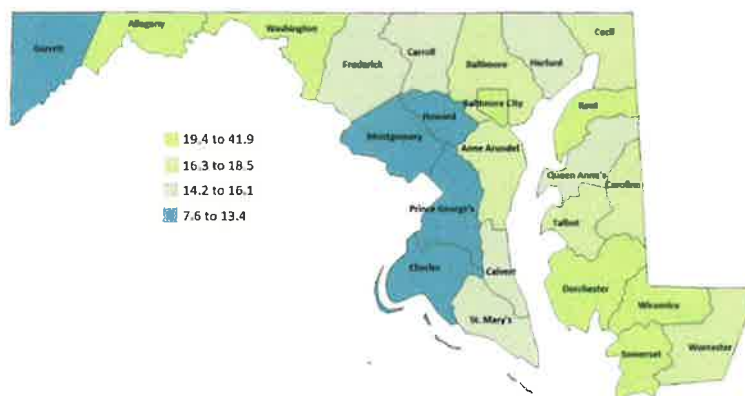 Garrett
Allegany
Washington
Frederick
Carroll
Baltimore
Harford
Cecil
Baltimore City
Howard
Montgomery
Anne Arundel
Kent
Queen Anne's
Caroline
Prince George's
Talbot
Charles
Calvert
St. Mary's
Dorchester
Wicomico
Somerset
Worcester
19.4 to 41.9
16.3 to 18.5
14.2 to 16.1
7.6 to 13.4